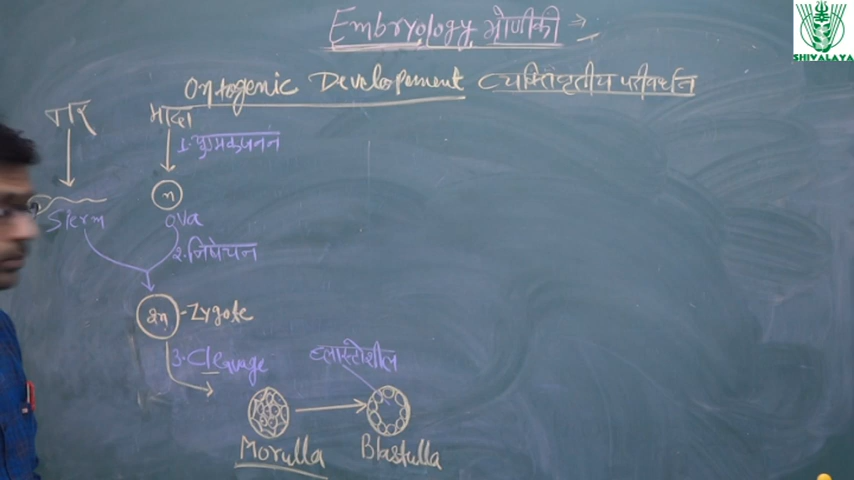 Embryology भ्रौणिकी
Ontogenic Developement (व्यक्तिवृतीय परीवर्धन
नर
मादा
1. युग्मकजनन
n
Sperm
ova
2. निषेचन
2n - Zygote
3. Cleavage
ब्लास्टोशील
Morulla
Blastulla
SHIVALAYA